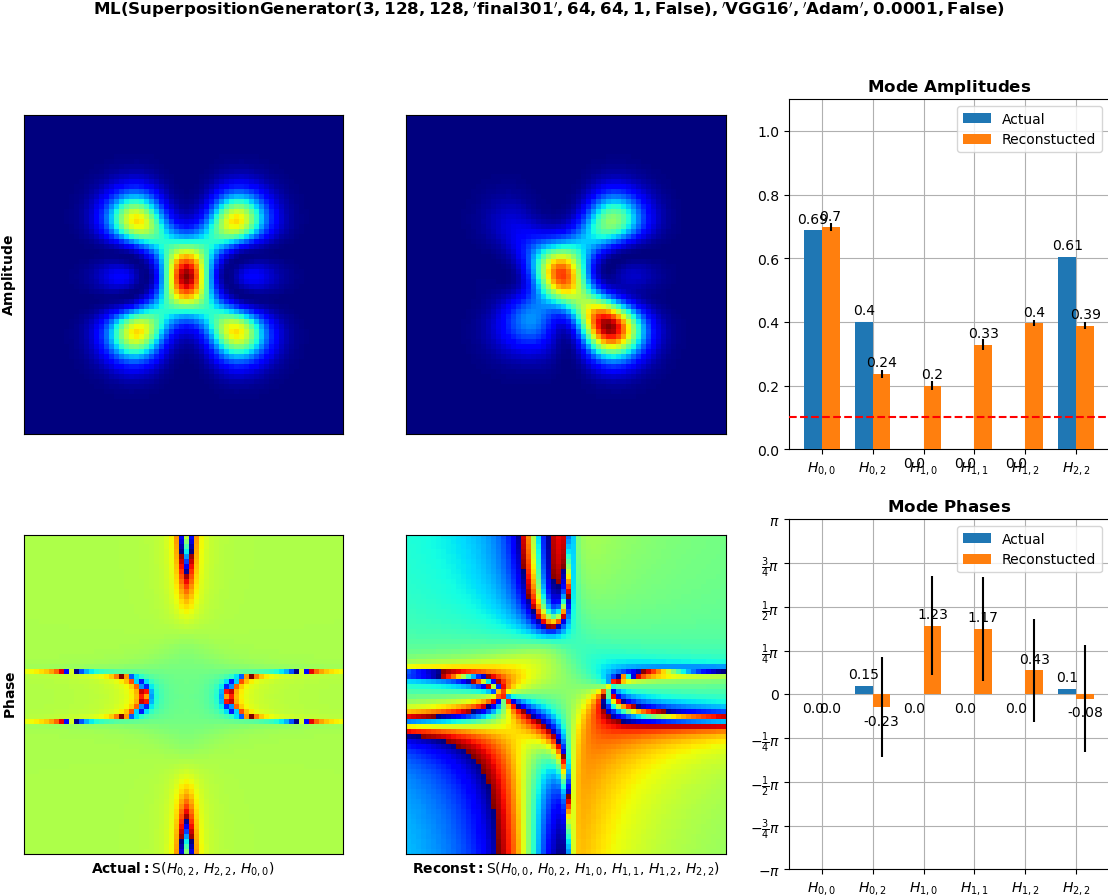 ML(SuperpositionGenerator(3, 128, 128, 'final301', 64, 64, 1, False), 'VGG16', 'Adam', 0.0001, False)
Amplitude
Mode Amplitudes
Actual
Reconstucted
1.0
0.8
0.6
0.4
0.2
0.0
0.69
0.7
0.4
0.24
0.0
0.2
0.0
0.33
0.0
0.4
0.61
0.39
H0,0
H0,2
H1,0
H1,1
H1,2
H2,2
Phase
Actual: S(H0,2, H2,2, H0,0)
Reconst: S(H0,0, H0,2, H1,0, H1,1, H1,2, H2,2)
Mode Phases
Actual
Reconstucted
π
3/4π
1/2π
1/4π
0
−1/4π
−1/2π
−3/4π
−π
0.0
0.0
0.15
-0.23
0.0
1.23
0.0
1.17
0.0
0.43
0.1
-0.08
H0,0
H0,2
H1,0
H1,1
H1,2
H2,2